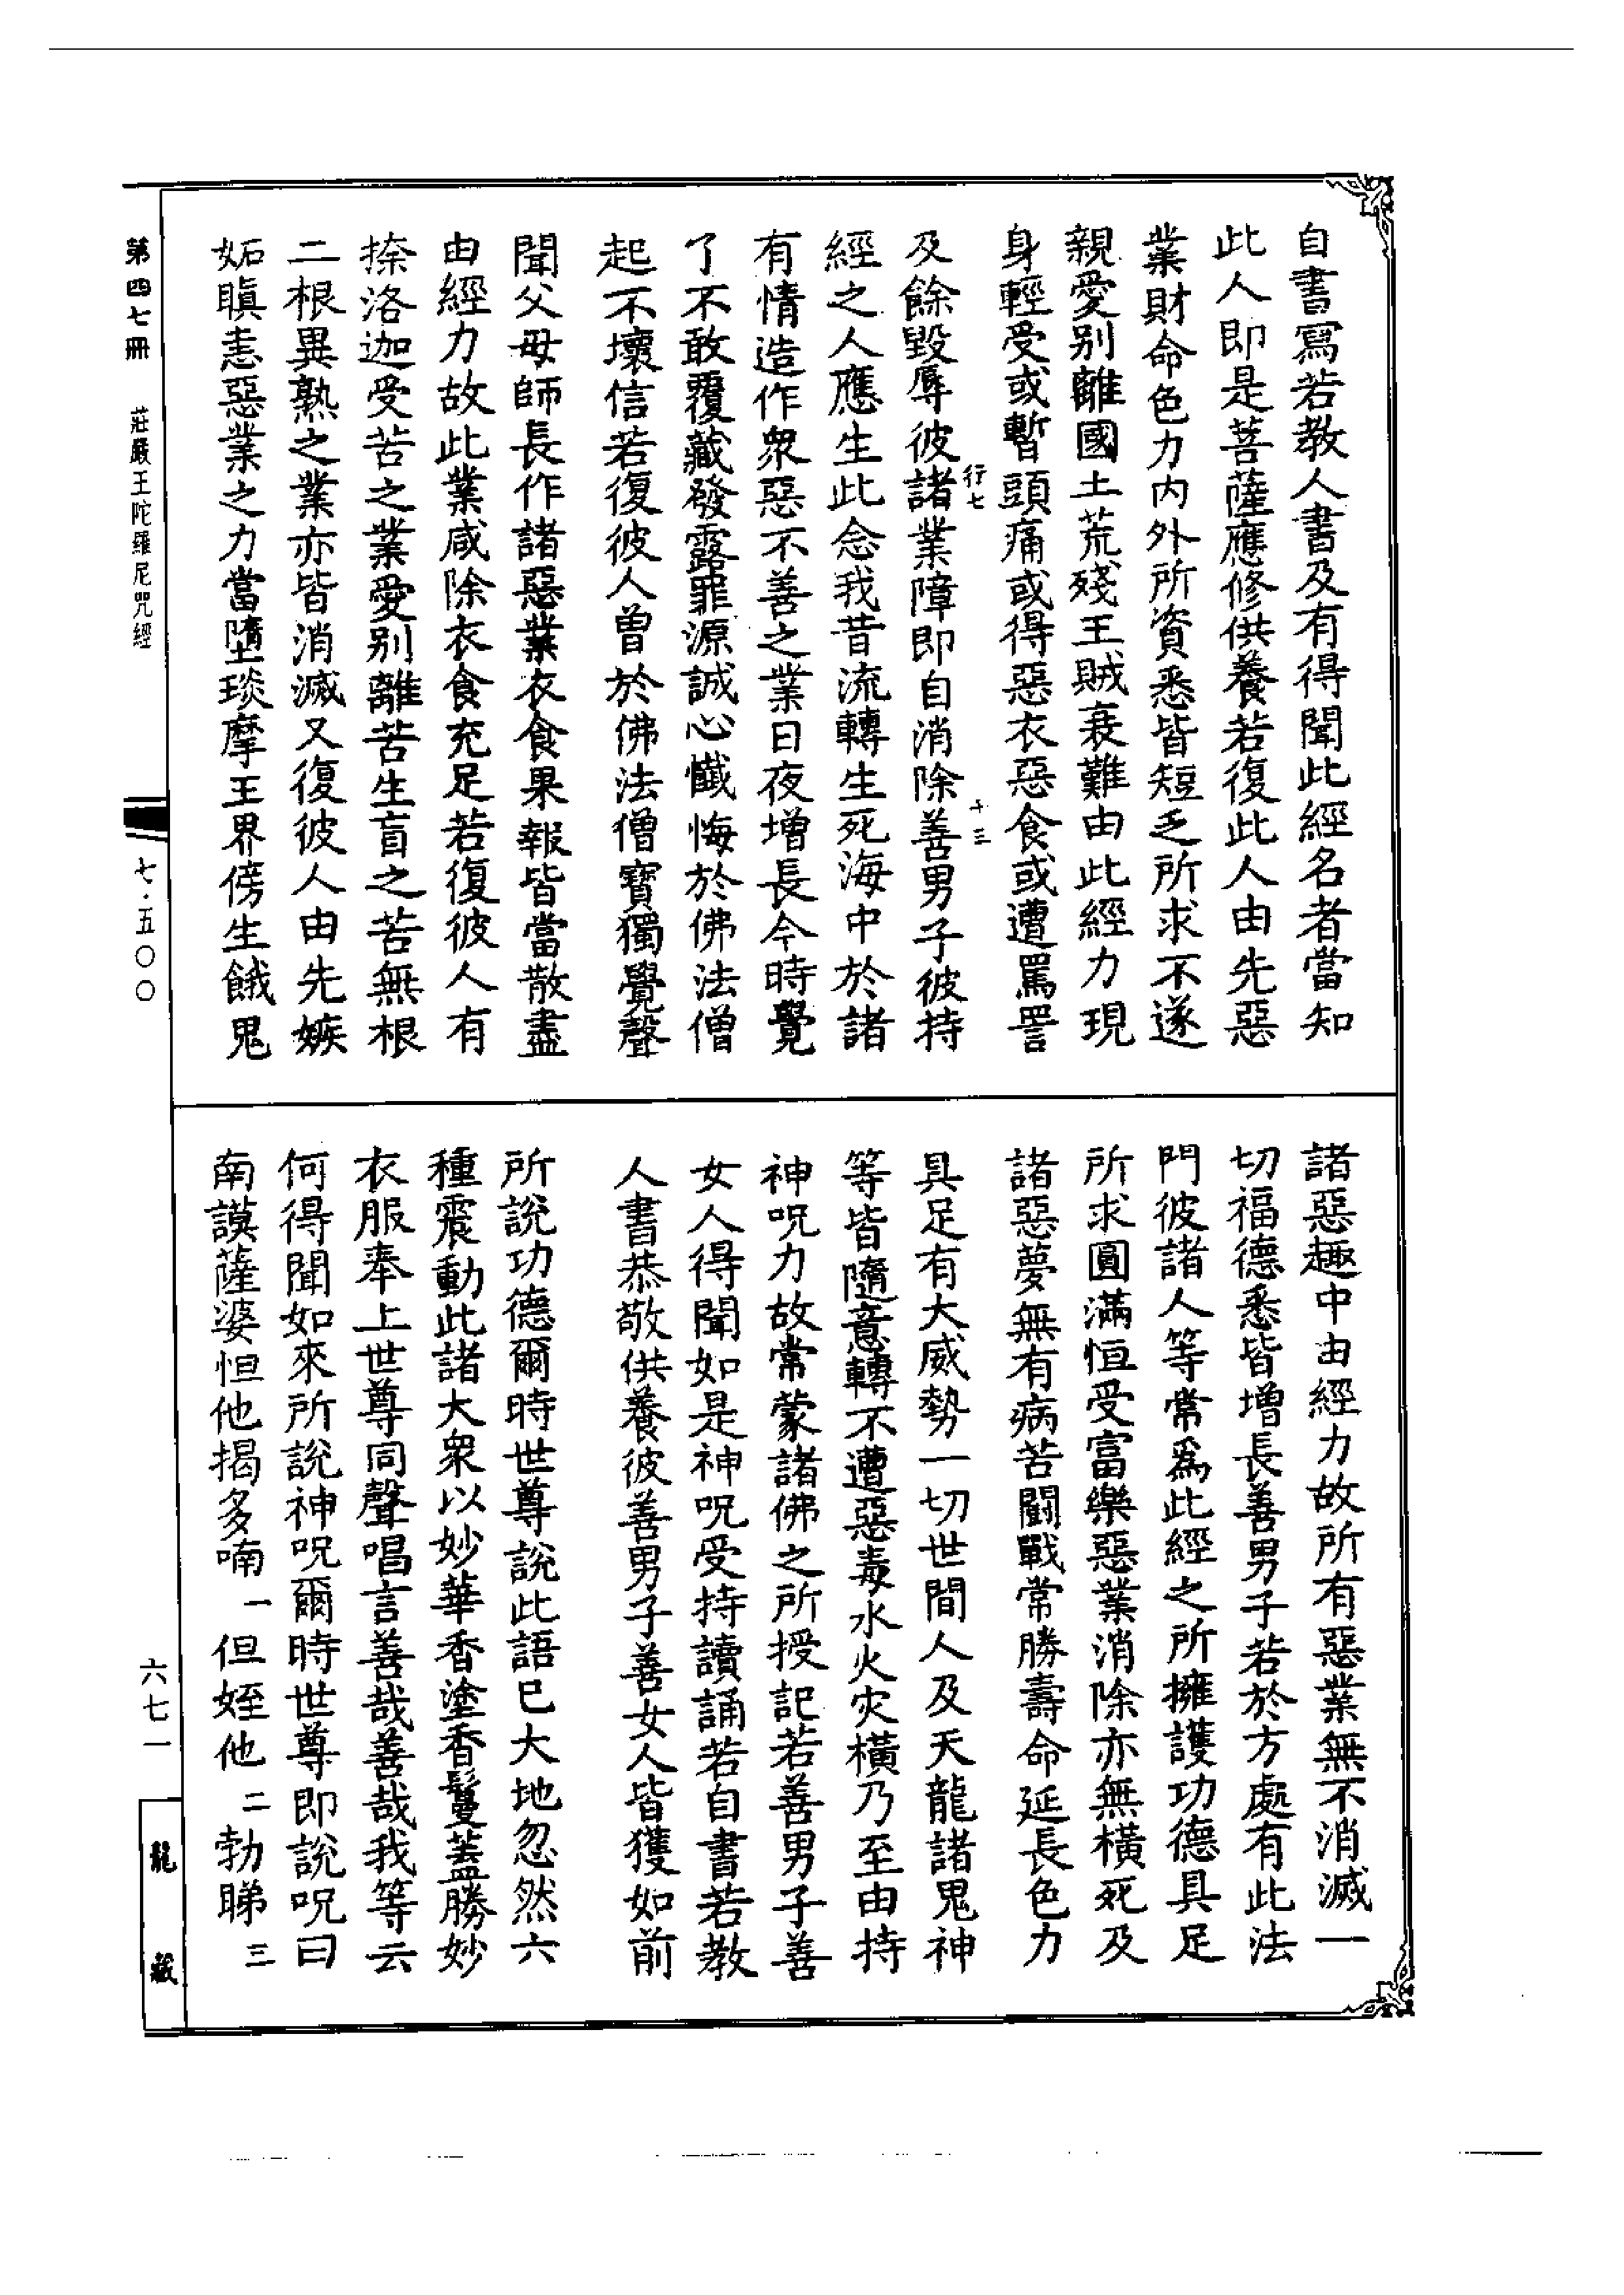 自書寫若教人書及有得聞此經名者當知
此人即是菩薩應修供養若復此人由先惡
業財命色力内外所資悉皆短乏所求不遂
親愛別離國土荒殘王賊衰難由此經力現
身輕受或暫頭痛或得惡衣惡食或遭罵詈
行七
十三
及餘毀辱彼諸業障即自消除善男子彼持
經之人應生此念我昔流轉生死海中於諸
有情造作衆惡不善之業日夜增長今時覺
了不敢覆藏發露罪源誠心懺悔於佛法僧
起不壞信若復彼人曾於佛法僧寶獨覺聲
聞父母師長作諸惡業衣食果報皆當散盡
由經力故此業咸除衣食充足若復彼人有
捺洛迦受苦之業愛別離苦生盲之苦無根
二根異熟之業亦皆消滅又復彼人由先嫉
妬瞋恚惡業之力當墮琰摩王界傍生餓鬼
諸惡趣中由經力故所有惡業無不消滅一
切福德悉皆增長善男子若於方處有此法
門彼諸人等常爲此經之所擁護功德具足
所求圓滿恒受富樂惡業消除亦無橫死及
諸惡夢無有病苦鬭戰常勝壽命延長色力
具足有大威勢一切世間人及天龍諸鬼神
等皆隨意轉不遭惡毒水火灾橫乃至由持
神呪力故常蒙諸佛之所授記若善男子善
女人得聞如是神呪受持讀誦若自書若教
人書恭敬供養彼善男子善女人皆獲如前
所說功德爾時世尊說此語已大地忽然六
種震動此諸大衆以妙華香塗香鬘蓋勝妙
衣服奉上世尊同聲唱言善哉善哉我等云
何得聞如來所說神呪爾時世尊即說呪曰
南謨薩婆怛他揭多喃一但姪他二勃睇三
第四七冊 莊嚴王陀羅尼咒經
七·五〇〇
六七一
龍藏